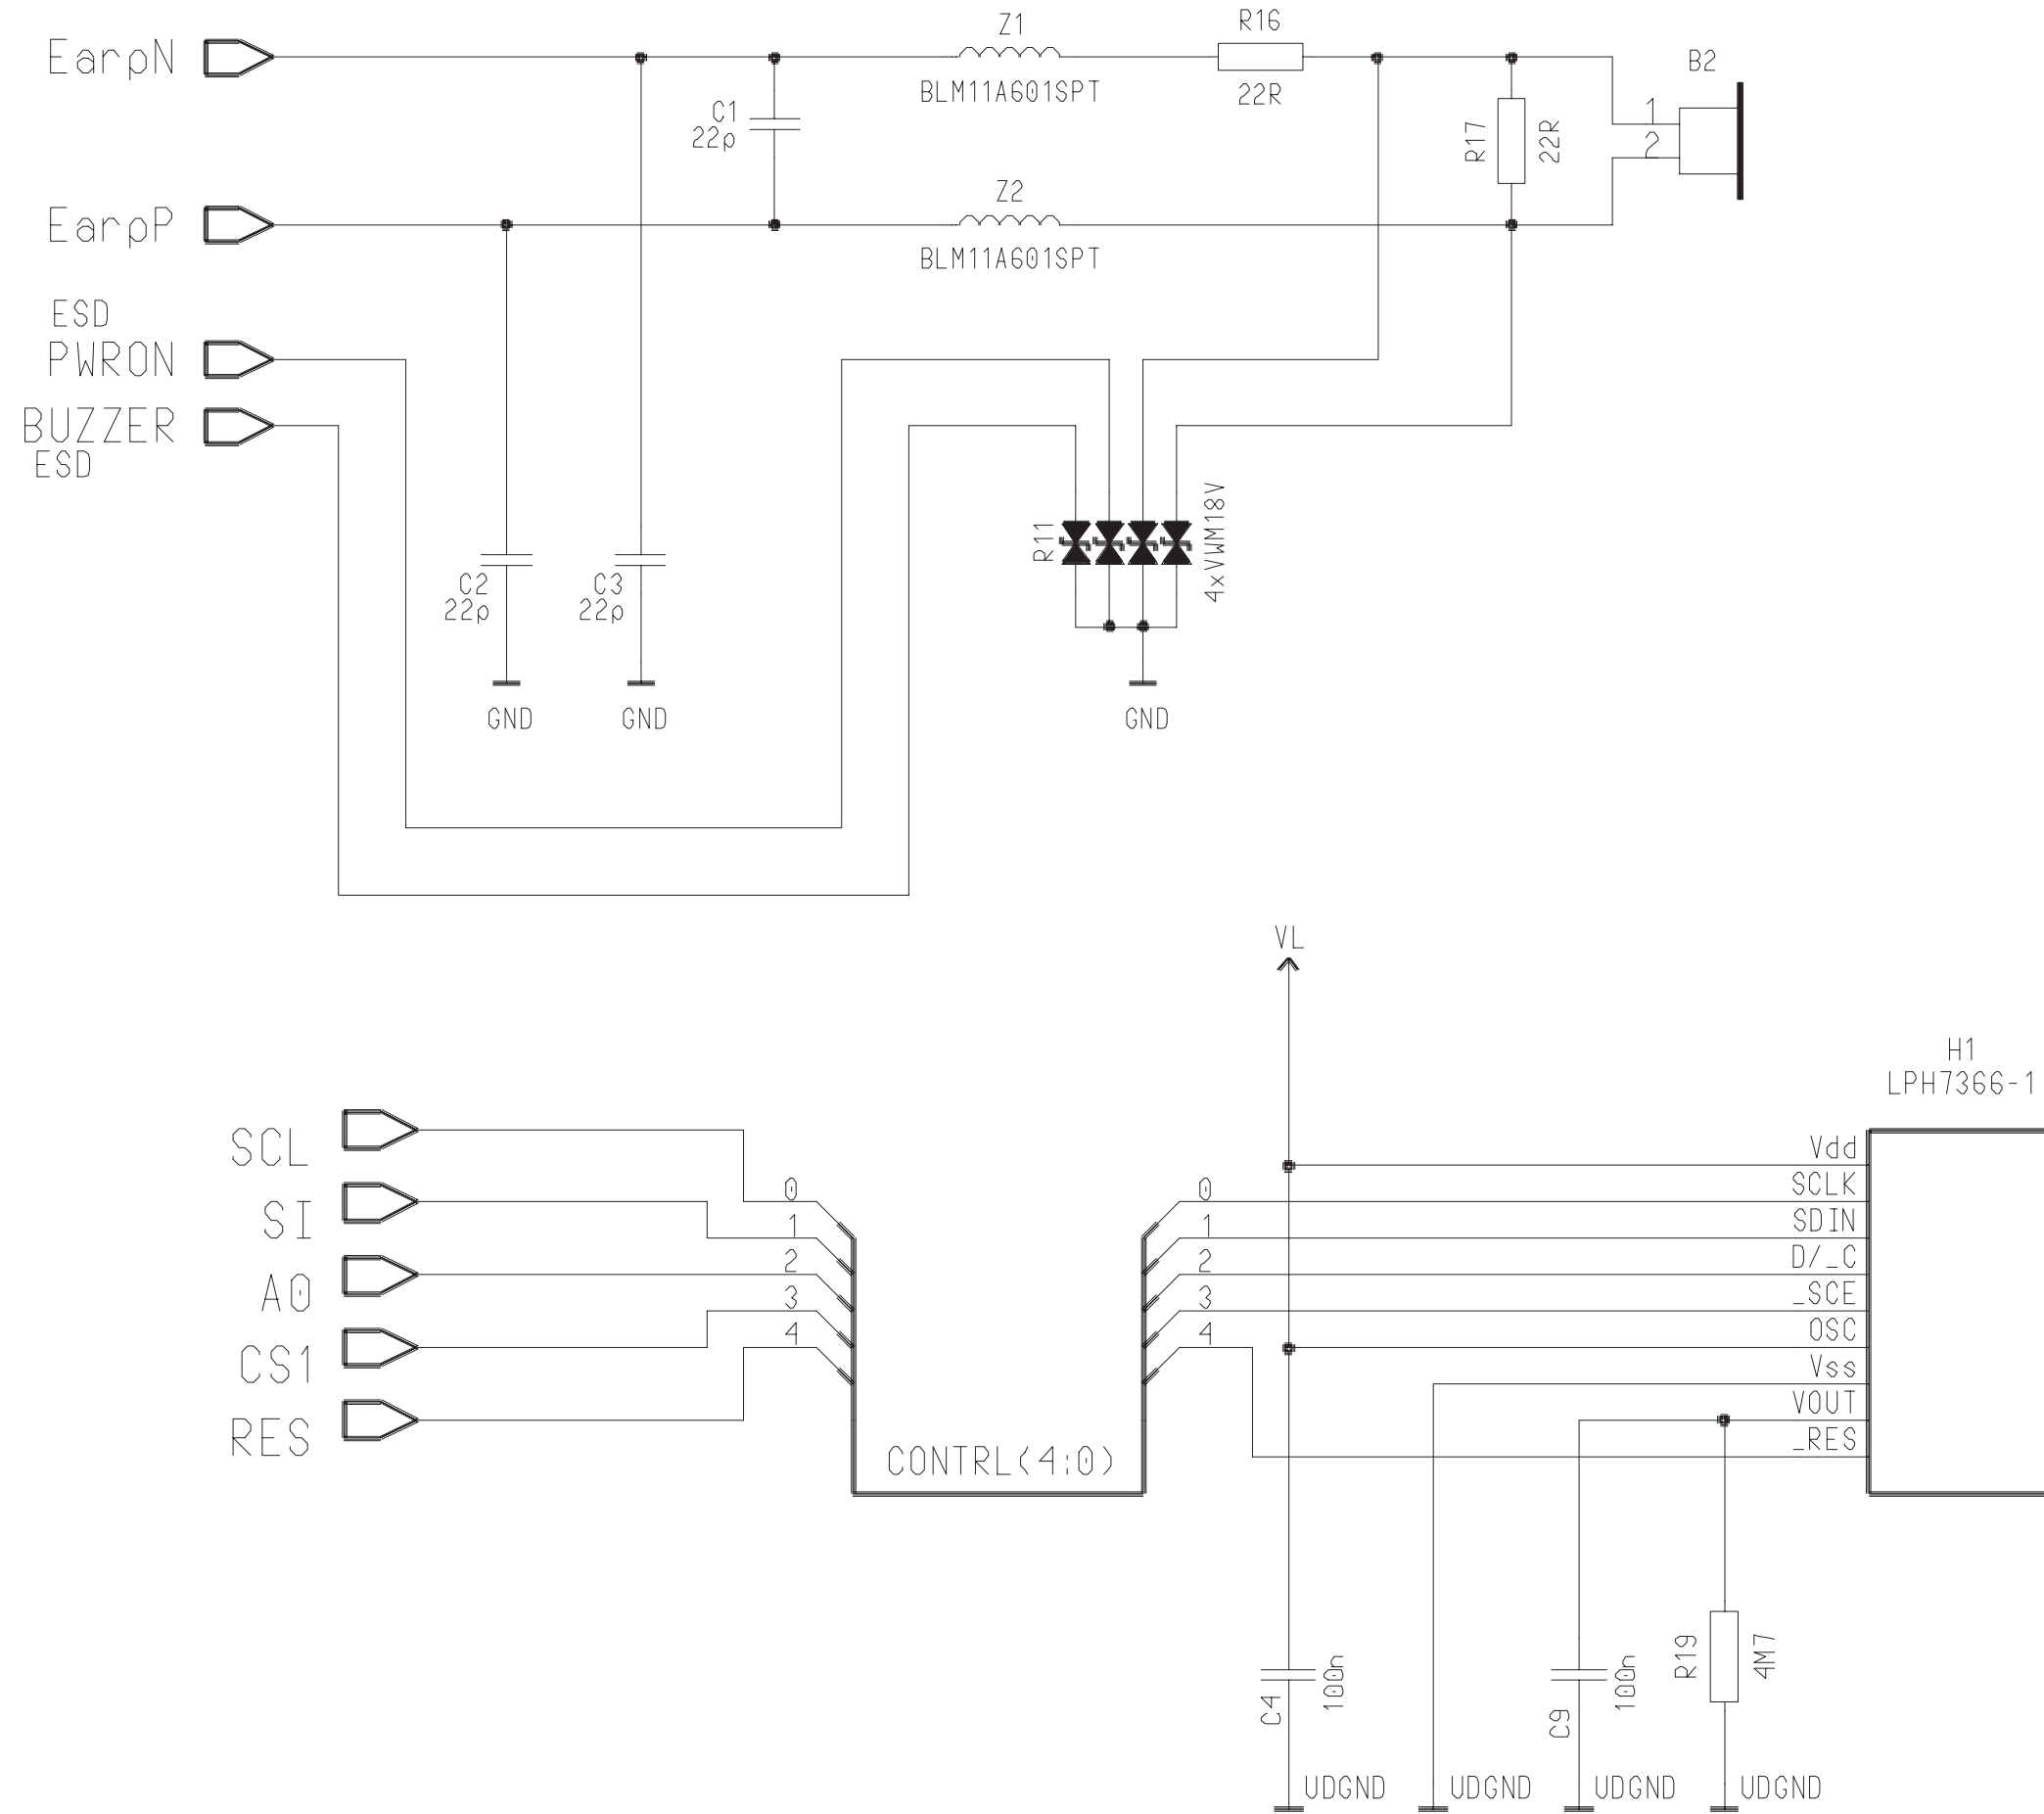 Z1
R16
EarpN
B2
BLM11A601SPT
22R
C1
22p
1
2
R17
22R
Z2
EarpP
BLM11A601SPT
ESD
PWRON
BUZZER
ESD
R11
4xVWM18V
C2
22p
C3
22p
GND
GND
GND
VL
H1
LPH7366-1
SCL
SI
A0
CS1
RES
0
1
2
3
4
CONTRL(4:0)
0
1
2
3
4
Vdd
SCLK
SDIN
D/_C
_SCE
OSC
Vss
VOUT
_RES
C4
100n
C9
100n
R19
4M7
UDGND
UDGND
UDGND
UDGND